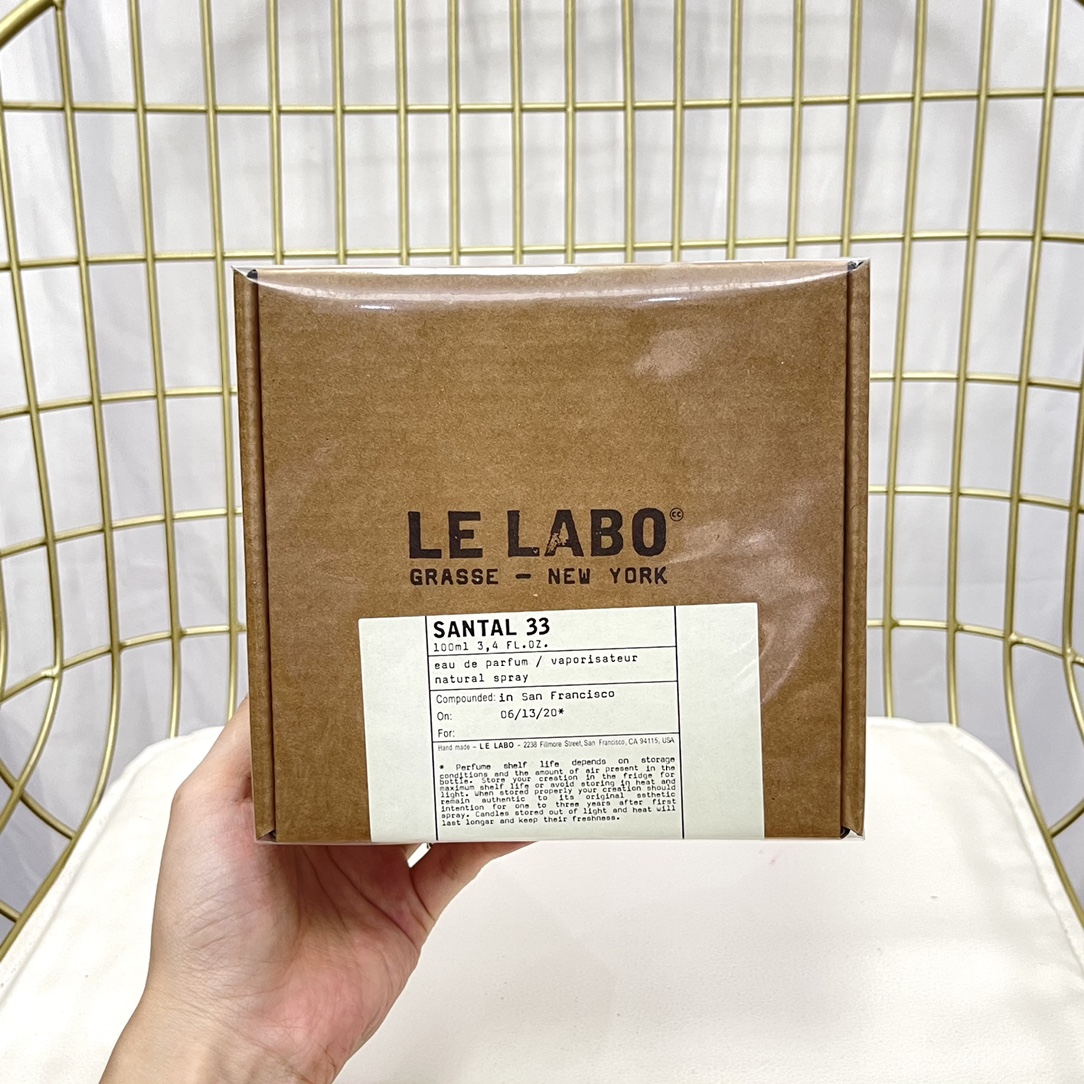 LE LABO
GRASSE — NEW YORK
SANTAL 33
100ml 3,4 FL.OZ.
eau de parfum / vaporisateur
natural spray
Compounded: in San Francisco
On: 06/13/20*
For:
Hand made - LE LABO - 2238 Fillmore Street, San Francisco, CA 94115, USA
* Perfume shelf life depends on storage
conditions and the amount of air present in the
bottle. Store your creation in the fridge for
maximum shelf life or avoid storing in heat and
light. When stored properly your creation should
remain authentic to its original ssthetic
intention for one to three years after first
spray. Candles stored out of light and heat will
last longar and keep their freshness.